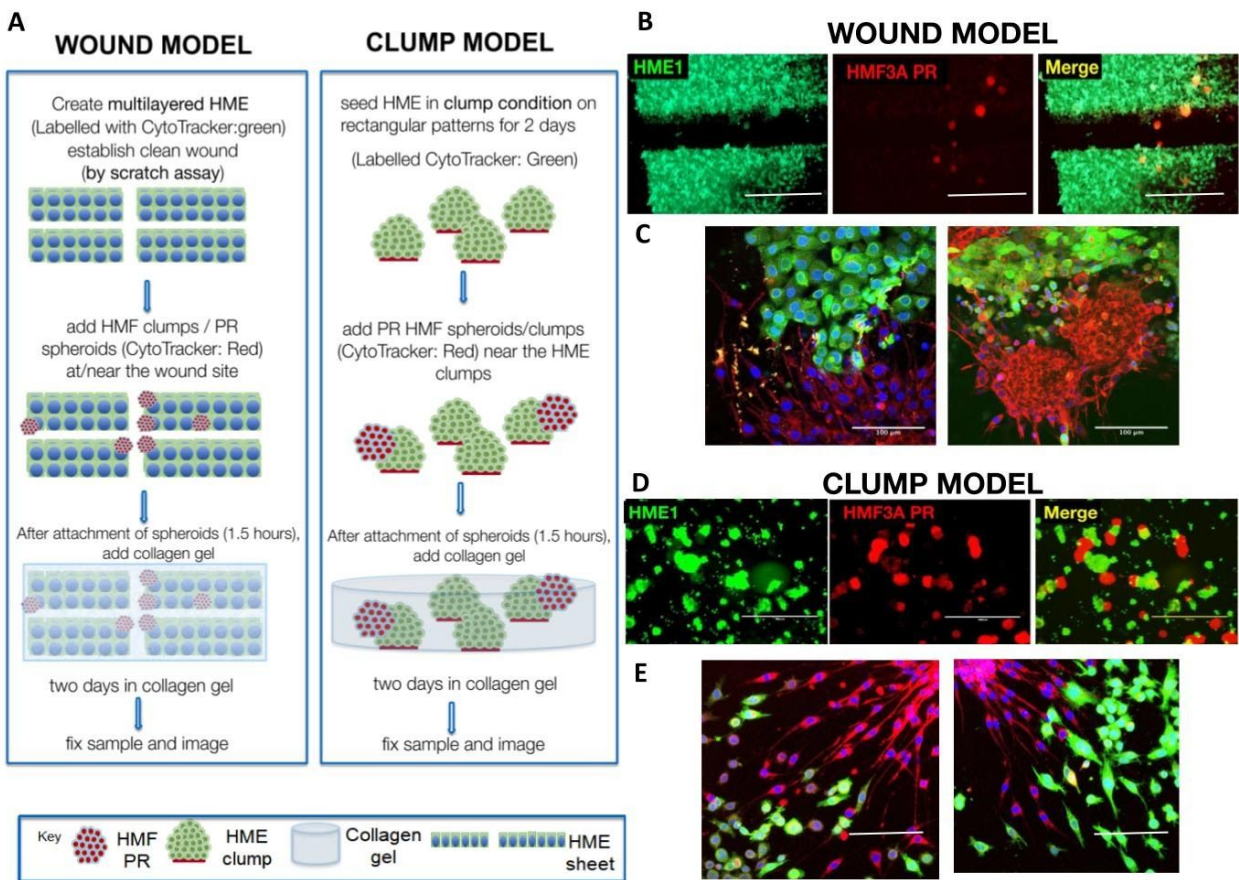 A
WOUND MODEL
Create multilayered HME
(Labelled with CytoTracker:green)
establish clean wound
(by scratch assay)
add HMF clumps / PR
spheroids (CytoTracker: Red)
at/near the wound site
After attachment of spheroids (1.5 hours),
add collagen gel
two days in collagen gel
fix sample and image
CLUMP MODEL
seed HME in clump condition on
rectangular patterns for 2 days
(Labelled CytoTracker: Green)
add PR HMF spheroids/clumps
(CytoTracker: Red) near the HME
clumps
After attachment of spheroids (1.5 hours),
add collagen gel
two days in collagen gel
fix sample and image
Key
HMF
PR
HME
clump
Collagen
gel
HME
sheet
B
WOUND MODEL
HME1
HMF3A PR
Merge
C
100 µm
100 µm
D
CLUMP MODEL
HME1
HMF3A PR
Merge
E